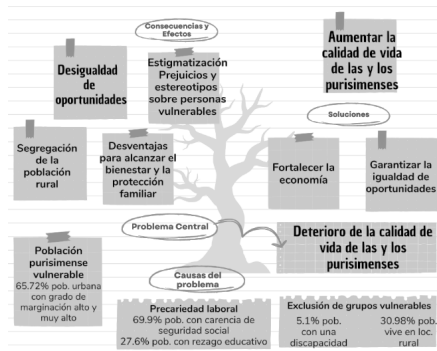 Consecuencias y
Efectos
Desigualdad
de
oportunidades
Estigmatización
Prejuicios y
estereotipos
sobre personas
vulnerables
Aumentar la
calidad de vida
de las y los
purisimenses
Soluciones
Segregación
de la
población
rural
Desventajas
para alcanzar el
bienestar y la
protección
familiar
Fortalecer la
economía
Garantizar la
igualdad de
oportunidades
Problema Central
Deterioro de la calidad de
vida de las y los
purisimenses
Población
purisimense
vulnerable
65.72% pob. urbana
con grado de
marginación alto y
muy alto
Causas del
problema
Precariedad laboral
69.9% pob. con carencia de
seguridad social
27.6% pob. con rezago educativo
Exclusión de grupos vulnerables
5.1% pob.
con una
discapacidad
30.98% pob.
vive en loc.
rural